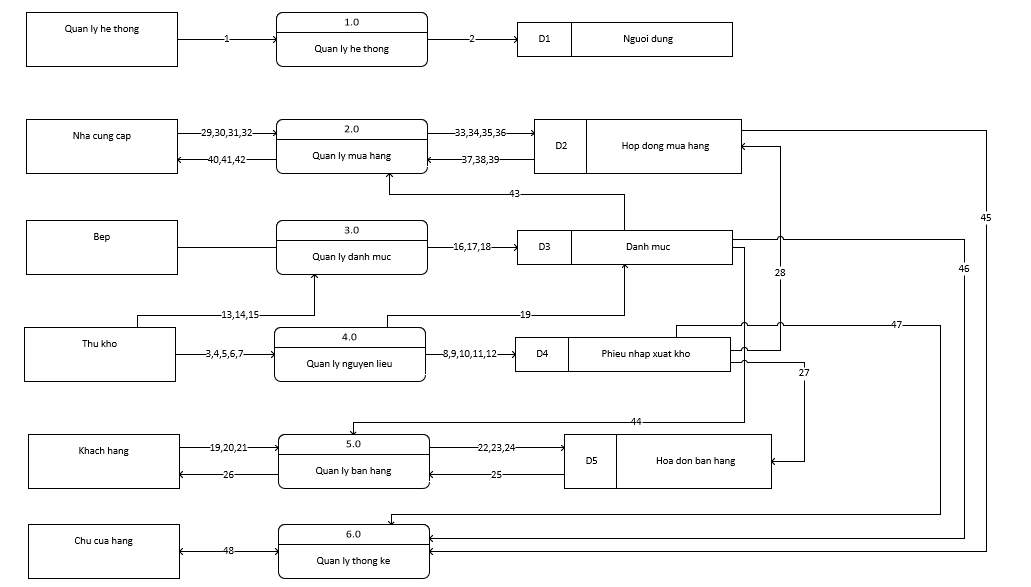 Quan ly he thong
1
1.0
Quan ly he thong
2
D1
Nguoi dung
Nha cung cap
29,30,31,32
40,41,42
2.0
Quan ly mua hang
33,34,35,36
37,38,39
D2
Hop dong mua hang
43
45
Bep
3.0
Quan ly danh muc
16,17,18
D3
Danh muc
46
28
13,14,15
19
47
Thu kho
3,4,5,6,7
4.0
Quan ly nguyen lieu
8,9,10,11,12
D4
Phieu nhap xuat kho
27
44
Khach hang
19,20,21
26
5.0
Quan ly ban hang
22,23,24
25
D5
Hoa don ban hang
Chu cua hang
48
6.0
Quan ly thong ke